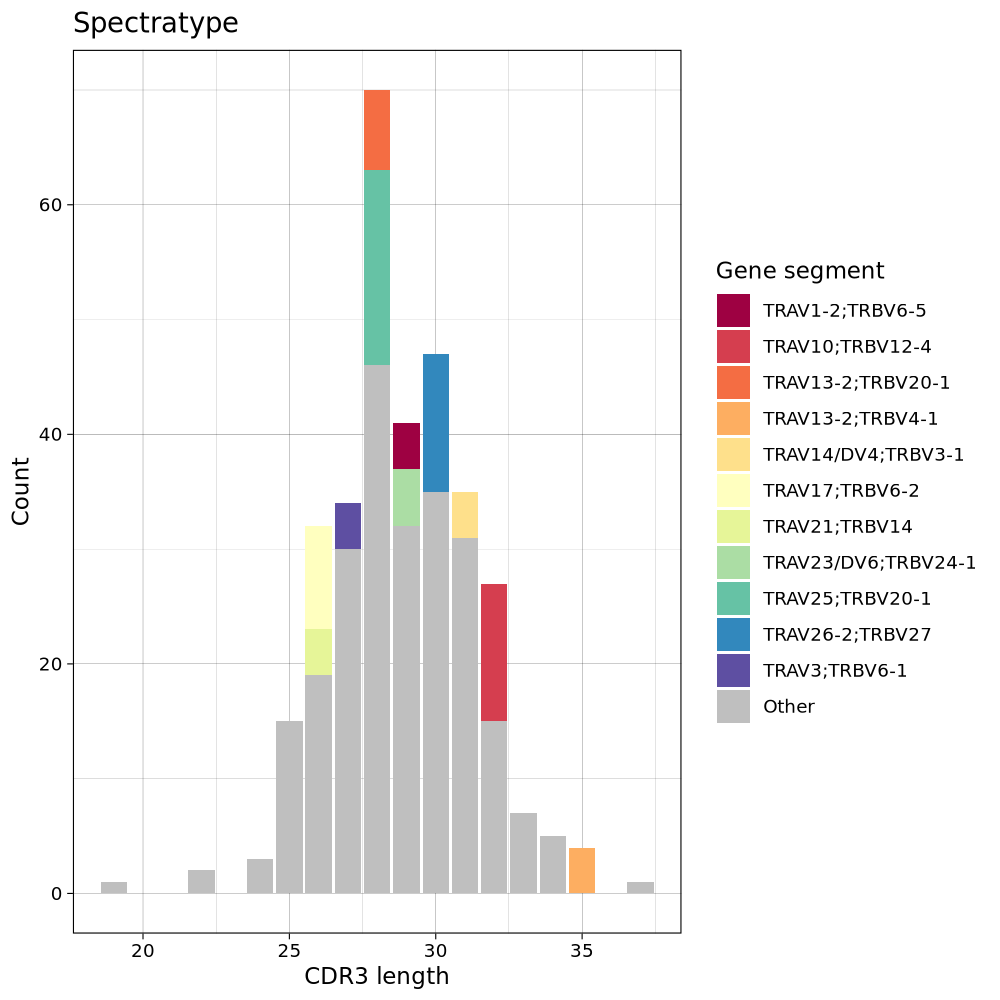 Spectratype
Count
60
40
20
0
20 25 30 35
CDR3 length
Gene segment
TRAV1-2;TRBV6-5
TRAV10;TRBV12-4
TRAV13-2;TRBV20-1
TRAV13-2;TRBV4-1
TRAV14/DV4;TRBV3-1
TRAV17;TRBV6-2
TRAV21;TRBV14
TRAV23/DV6;TRBV24-1
TRAV25;TRBV20-1
TRAV26-2;TRBV27
TRAV3;TRBV6-1
Other